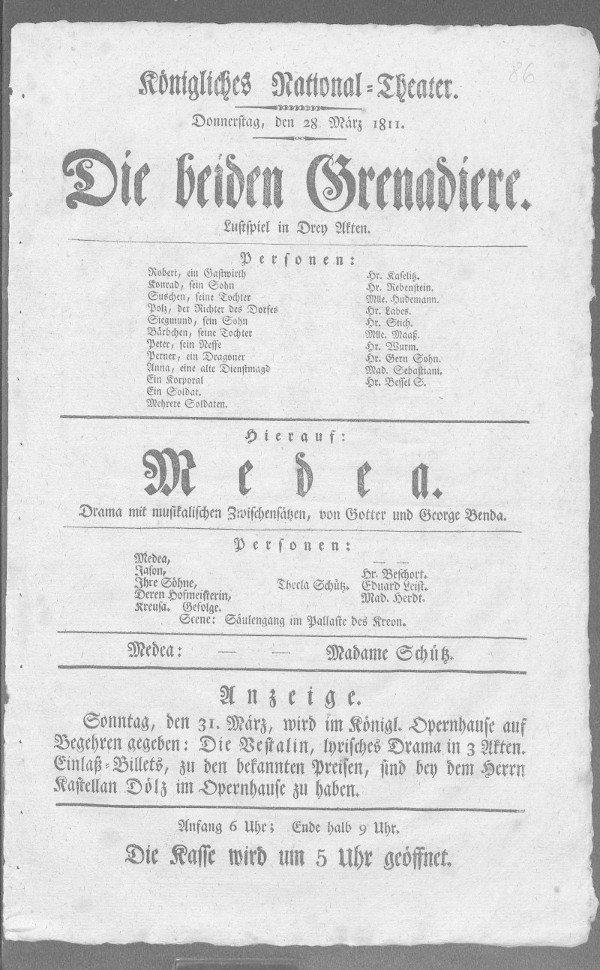 86
Königliches National-Theater.
Donnerstag, den 28 März 1811.
Die beiden Grenadiere.
Lustspiel in Drey Akten.
Personen:
Robert, ein Gastwirth Hr. Kaselitz.
Konrad, sein Sohn Hr. Rebenstein.
Suschen, seine Tochter Mlle. Hudemann.
Polz, der Richter des Dorfes Hr. Labes.
Siegmund, sein Sohn Hr. Stich.
Bärbchen, seine Tochter Mlle. Maaß.
Peter, sein Neffe Hr. Wurm.
Perner, ein Dragoner Hr. Gern Sohn.
Anna, eine alte Dienstmagd Mad. Sebastiani.
Ein Korporal Hr. Bessel S.
Ein Soldat.
Mehrere Soldaten.
Hierauf:
Medea.
Drama mit musikalischen Zwischensätzen, von Gotter und George Benda.
Personen:
Medea, — —
Jason, Hr. Beschort.
Ihre Söhne, Thecla Schütz. Eduard Leist.
Deren Hofmeisterin, Mad. Herdt.
Kreusa. Gefolge.
Scene: Säulengang im Pallaste des Kreon.
Medea: — — Madame Schütz.
Anzeige.
Sonntag, den 31. März, wird im Königl. Opernhause auf
Begehren gegeben: Die Vestalin, lyrisches Drama in 3 Akten.
Einlaß-Billets, zu den bekannten Preisen, sind bey dem Herrn
Kastellan Dölz im Opernhause zu haben.
Anfang 6 Uhr; Ende halb 9 Uhr.
Die Kasse wird um 5 Uhr geöffnet.